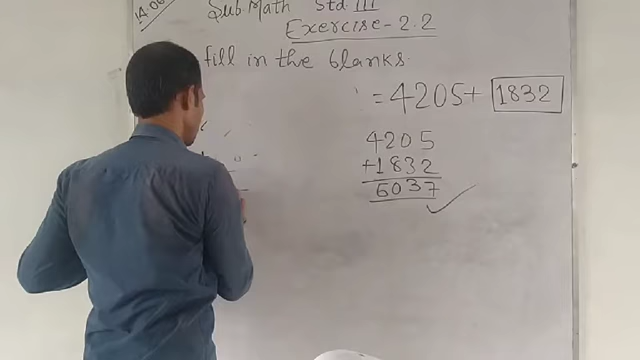 14.06
Sub. Math Std. III
Exercise - 2.2
fill in the blanks.
= 4205 + 1832
4205
+1832
6037